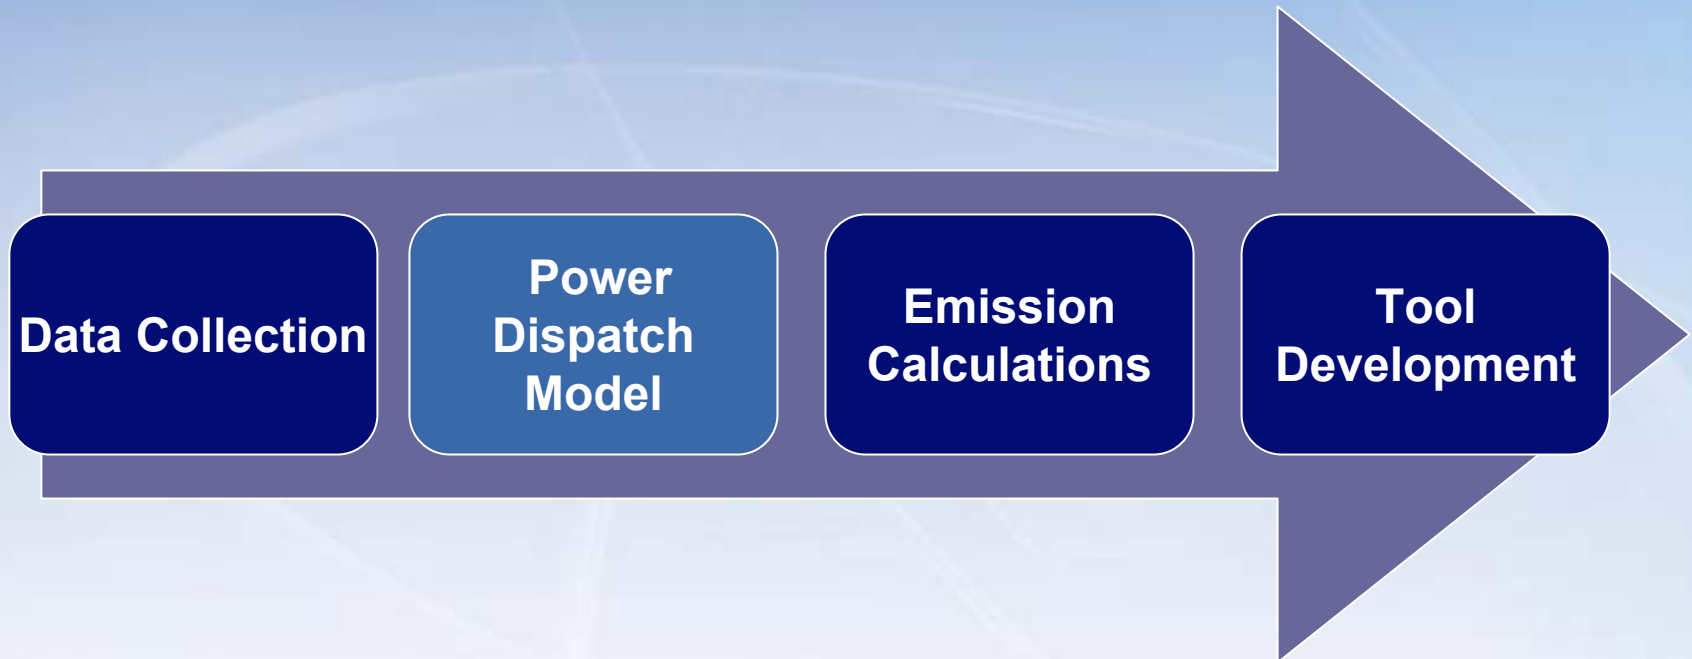 Data Collection
Power
Dispatch
Model
Emission
Calculations
Tool
Development